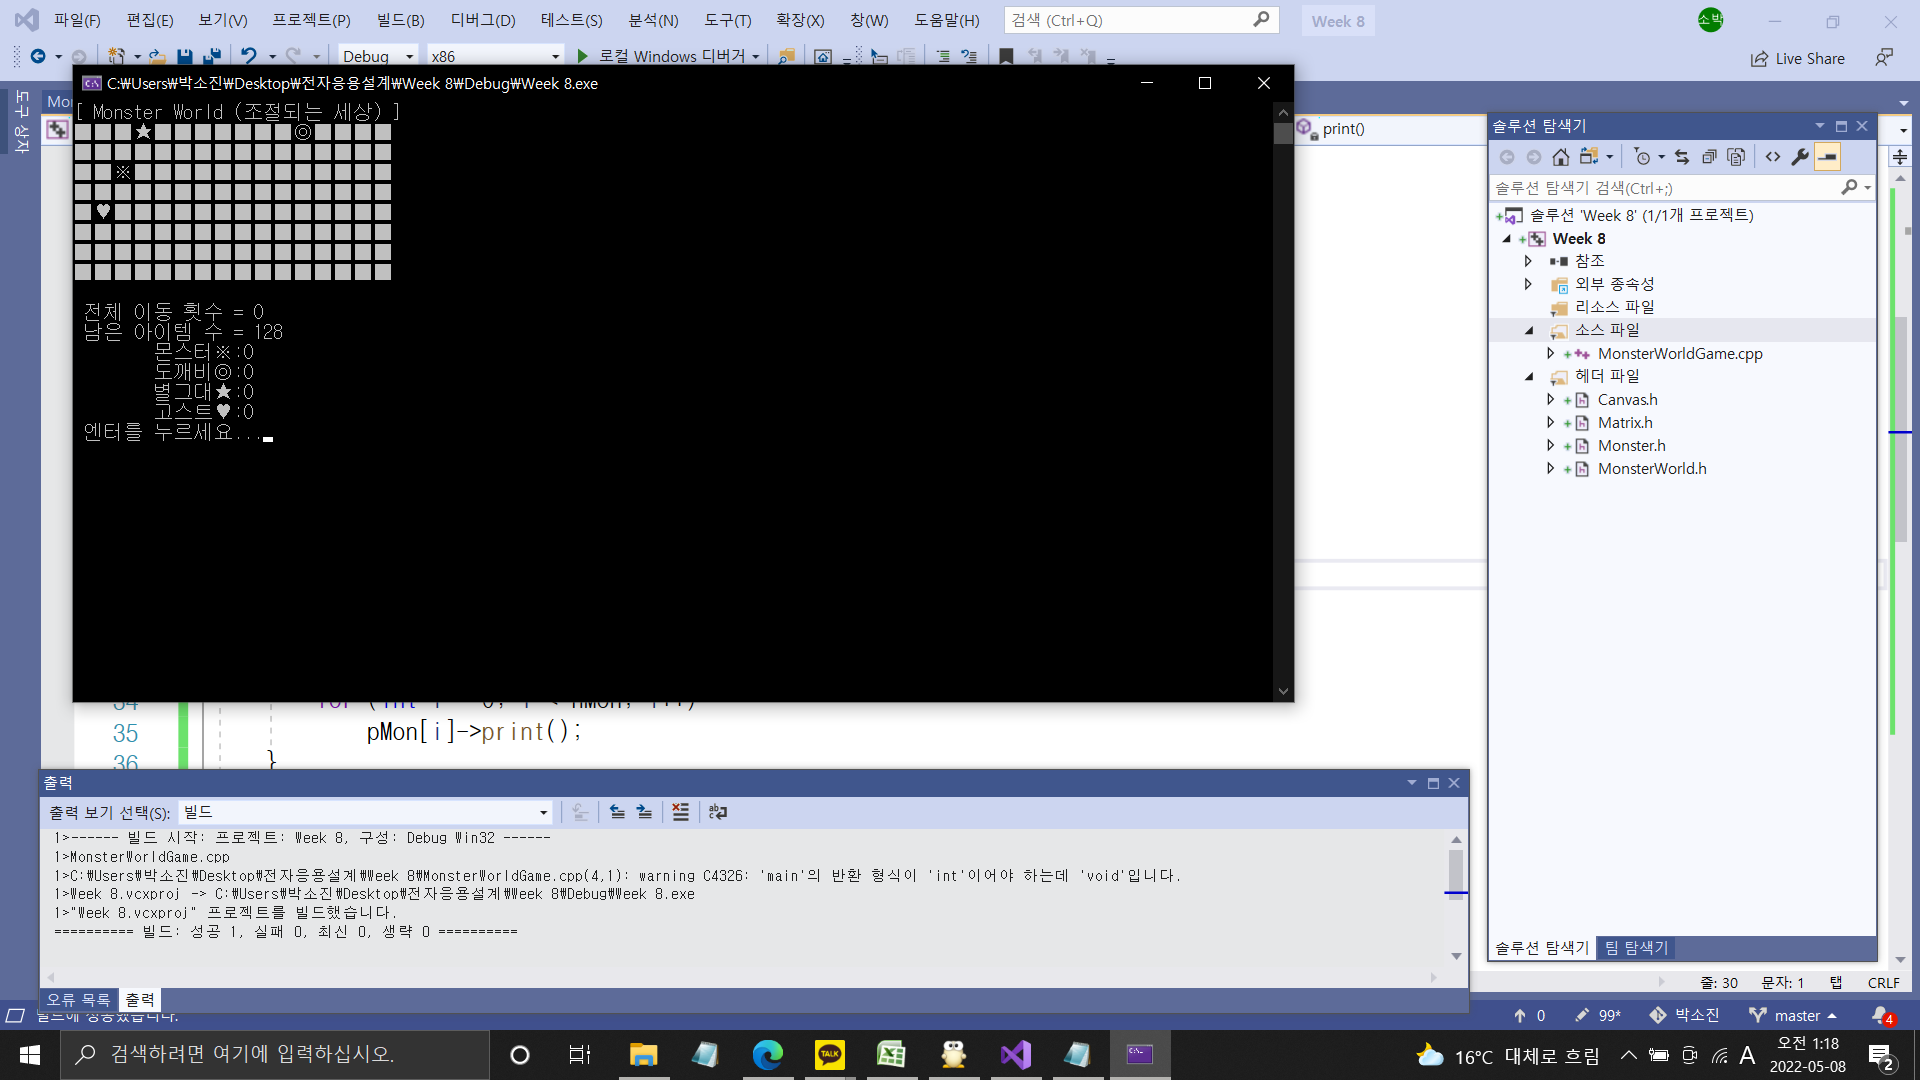 파일(F) 편집(E) 보기(V) 프로젝트(P) 빌드(B) 디버그(D) 테스트(S) 분석(N) 도구(T) 확장(X) 창(W) 도움말(H) 검색 (Ctrl+Q) Week 8 소박
Debug x86 로컬 Windows 디버거 Live Share
도구 상자
C:\Users\박소진\Desktop\전자응용설계\Week 8\Debug\Week 8.exe
[ Monster World (조절되는 세상) ]
■■■★■■■■■■■◎■■■■
■■■■■■■■■■■■■■■■
■■※■■■■■■■■■■■■■
■■■■■■■■■■■■■■■■
■♥■■■■■■■■■■■■■■
■■■■■■■■■■■■■■■■
■■■■■■■■■■■■■■■■
■■■■■■■■■■■■■■■■
전체 이동 횟수 = 0
남은 아이템 수 = 128
몬스터※:0
도깨비◎:0
별그대★:0
고스트♥:0
엔터를 누르세요...
print()
34
35 pMon[i]->print();
36 }
솔루션 탐색기
솔루션 탐색기 검색(Ctrl+;)
솔루션 'Week 8' (1/1개 프로젝트)
Week 8
참조
외부 종속성
리소스 파일
소스 파일
MonsterWorldGame.cpp
헤더 파일
Canvas.h
Matrix.h
Monster.h
MonsterWorld.h
솔루션 탐색기 팀 탐색기
출력
출력 보기 선택(S): 빌드
1>------ 빌드 시작: 프로젝트: Week 8, 구성: Debug Win32 ------
1>MonsterWorldGame.cpp
1>C:\Users\박소진\Desktop\전자응용설계\Week 8\MonsterWorldGame.cpp(4,1): warning C4326: 'main'의 반환 형식이 'int'이어야 하는데 'void'입니다.
1>Week 8.vcxproj -> C:\Users\박소진\Desktop\전자응용설계\Week 8\Debug\Week 8.exe
1>"Week 8.vcxproj" 프로젝트를 빌드했습니다.
========== 빌드: 성공 1, 실패 0, 최신 0, 생략 0 ==========
오류 목록 출력
줄: 30 문자: 1 탭 CRLF
빌드에 성공했습니다. 0 99* 박소진 master 4
검색하려면 여기에 입력하십시오. TALK 16°C 대체로 흐림 A 오전 1:18
2022-05-08 2